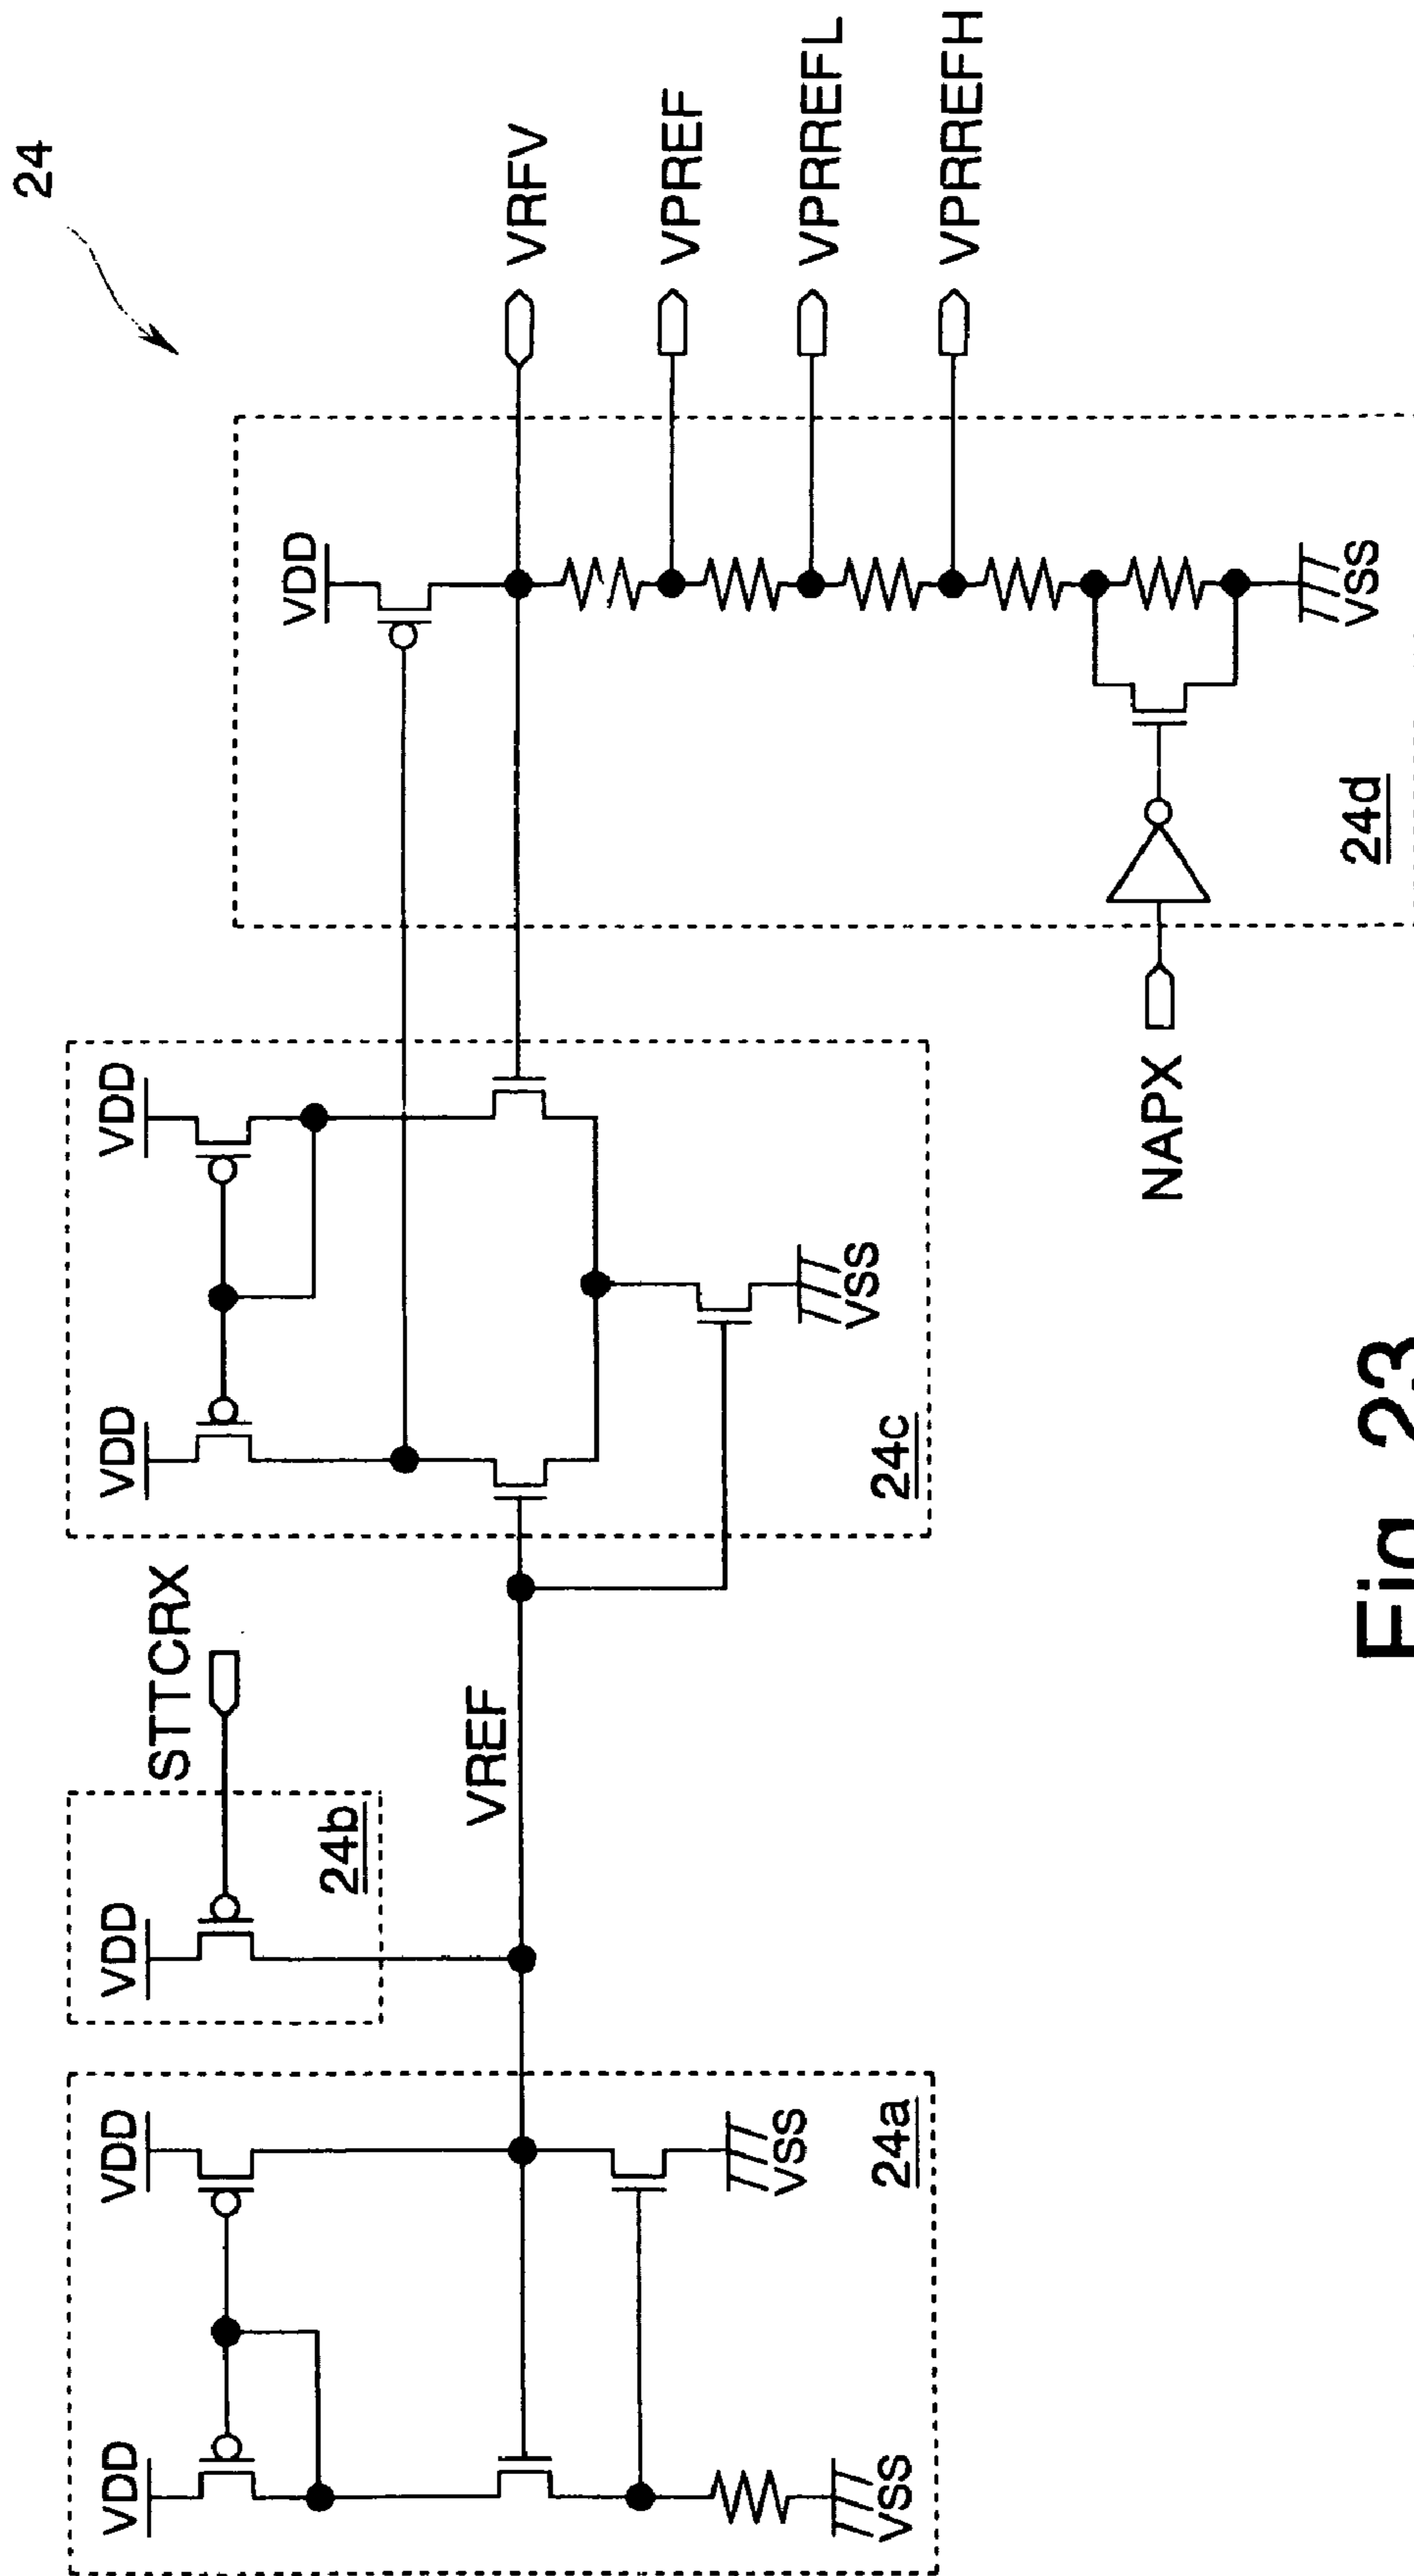 24
VDD
VDD
24a
VSS
VSS
VDD
24b
STTCRX
VREF
VDD
VDD
24c
VSS
VDD
24d
VSS
NAPX
VRFV
VPREF
VPRREFL
VPRREFH
Fig. 23